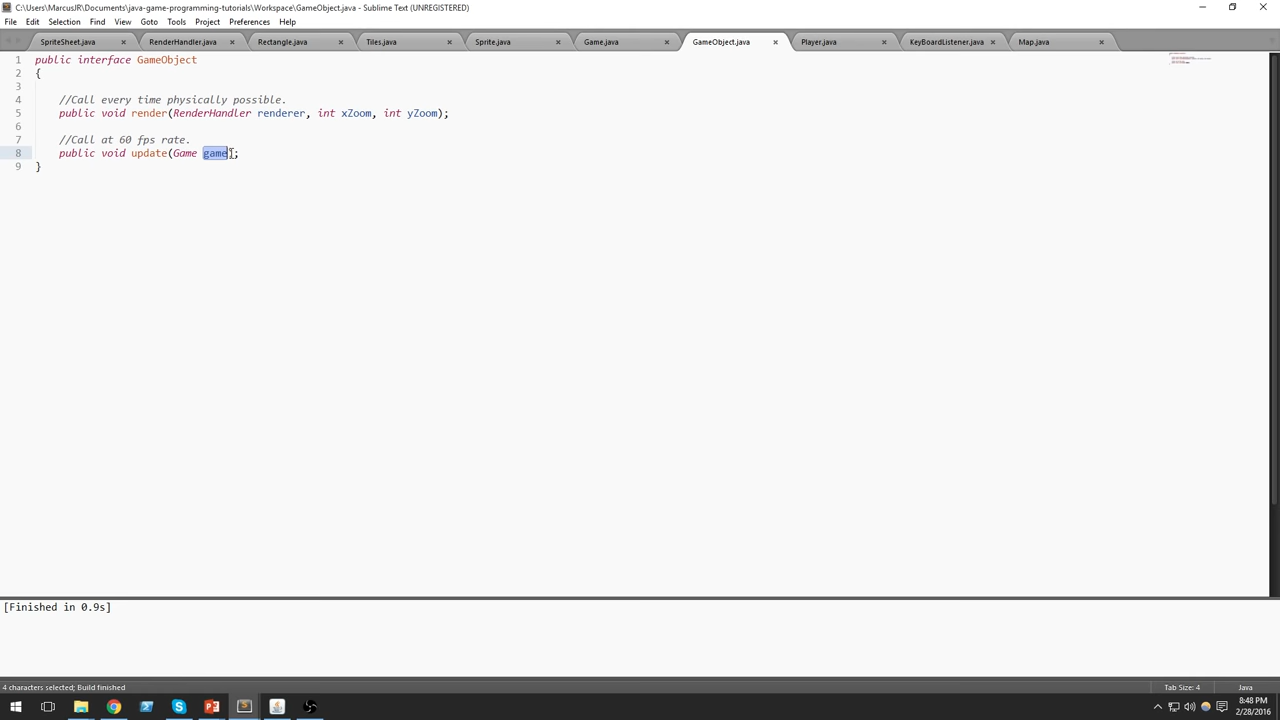 C:\Users\MarcusJR\Documents\java-game-programming-tutorials\Workspace\GameObject.java - Sublime Text (UNREGISTERED)
File Edit Selection Find View Goto Tools Project Preferences Help
SpriteSheet.java RenderHandler.java Rectangle.java Tiles.java Sprite.java Game.java GameObject.java Player.java KeyBoardListener.java Map.java
1 public interface GameObject
2 {
3
4 //Call every time physically possible.
5 public void render(RenderHandler renderer, int xZoom, int yZoom);
6
7 //Call at 60 fps rate.
8 public void update(Game game);
9 }
[Finished in 0.9s]
4 characters selected; Build finished Tab Size: 4 Java
8:48 PM
2/28/2016